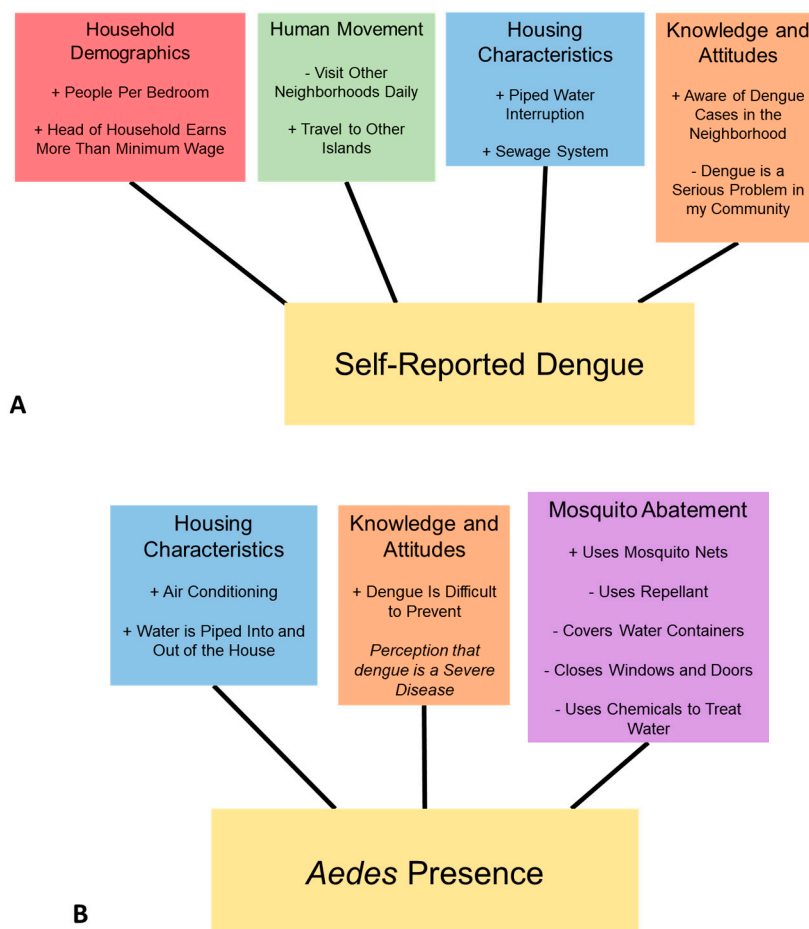 Household
Demographics
+ People Per Bedroom
+ Head of Household Earns
More Than Minimum Wage
Human Movement
- Visit Other
Neighborhoods Daily
+ Travel to Other
Islands
Housing
Characteristics
+ Piped Water
Interruption
+ Sewage System
Knowledge and
Attitudes
+ Aware of Dengue
Cases in the
Neighborhood
- Dengue is a
Serious Problem in
my Community
Self-Reported Dengue
A
Housing
Characteristics
+ Air Conditioning
+ Water is Piped Into and
Out of the House
Knowledge and
Attitudes
+ Dengue Is Difficult
to Prevent
Perception that
dengue is a Severe
Disease
Mosquito Abatement
+ Uses Mosquito Nets
- Uses Repellant
- Covers Water Containers
- Closes Windows and Doors
- Uses Chemicals to Treat
Water
Aedes Presence
B